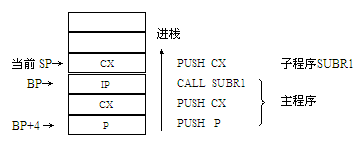 进栈
当前 SP→ CX PUSH CX 子程序SUBR1
BP→ IP CALL SUBR1
CX PUSH CX 主程序
BP+4→ P PUSH P